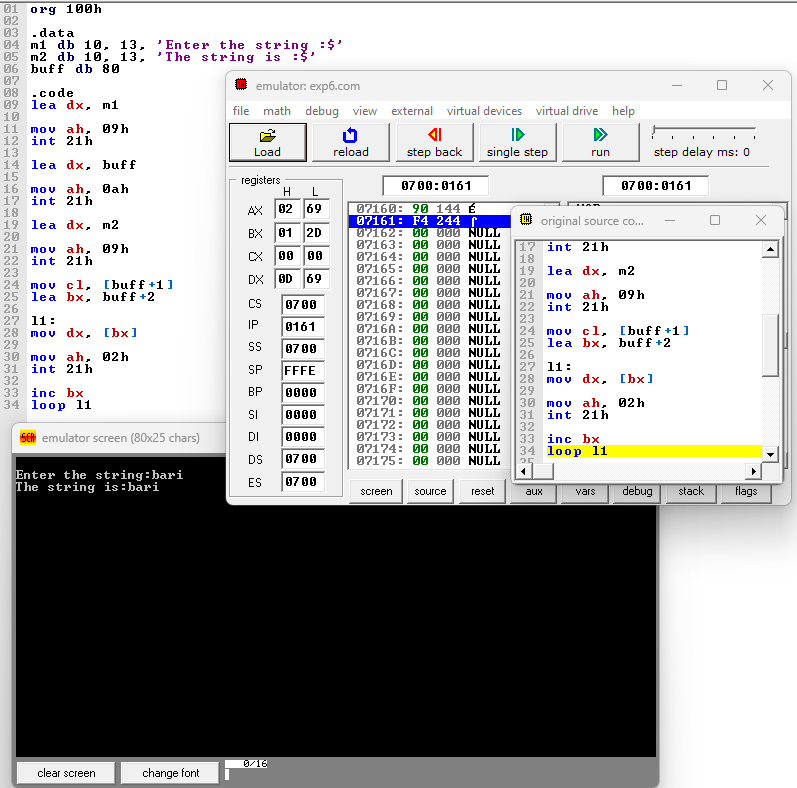 01 org 100h
02
03 .data
04 m1 db 10, 13, 'Enter the string :$'
05 m2 db 10, 13, 'The string is :$'
06 buff db 80
07
08 .code
09 lea dx, m1
10
11 mov ah, 09h
12 int 21h
13
14 lea dx, buff
15
16 mov ah, 0ah
17 int 21h
18
19 lea dx, m2
20
21 mov ah, 09h
22 int 21h
23
24 mov cl, [buff+1]
25 lea bx, buff+2
26
27 l1:
28 mov dx, [bx]
29
30 mov ah, 02h
31 int 21h
32
33 inc bx
34 loop l1
emulator: exp6.com
file math debug view external virtual devices virtual drive help
Load reload step back single step run step delay ms: 0
registers
H L
AX 02 69
BX 01 2D
CX 00 00
DX 0D 69
CS 0700
IP 0161
SS 0700
SP FFFE
BP 0000
SI 0000
DI 0000
DS 0700
ES 0700
0700:0161 0700:0161
07160: 90 144 É
07161: F4 244 ⌠
07162: 00 000 NULL
07163: 00 000 NULL
07164: 00 000 NULL
07165: 00 000 NULL
07166: 00 000 NULL
07167: 00 000 NULL
07168: 00 000 NULL
07169: 00 000 NULL
0716A: 00 000 NULL
0716B: 00 000 NULL
0716C: 00 000 NULL
0716D: 00 000 NULL
0716E: 00 000 NULL
0716F: 00 000 NULL
07170: 00 000 NULL
07171: 00 000 NULL
07172: 00 000 NULL
07173: 00 000 NULL
07174: 00 000 NULL
07175: 00 000 NULL
screen source reset aux vars debug stack flags
original source co...
17 int 21h
18
19 lea dx, m2
20
21 mov ah, 09h
22 int 21h
23
24 mov cl, [buff+1]
25 lea bx, buff+2
26
27 l1:
28 mov dx, [bx]
29
30 mov ah, 02h
31 int 21h
32
33 inc bx
34 loop l1
SCR emulator screen (80x25 chars)
Enter the string:bari
The string is:bari
clear screen change font 0/16